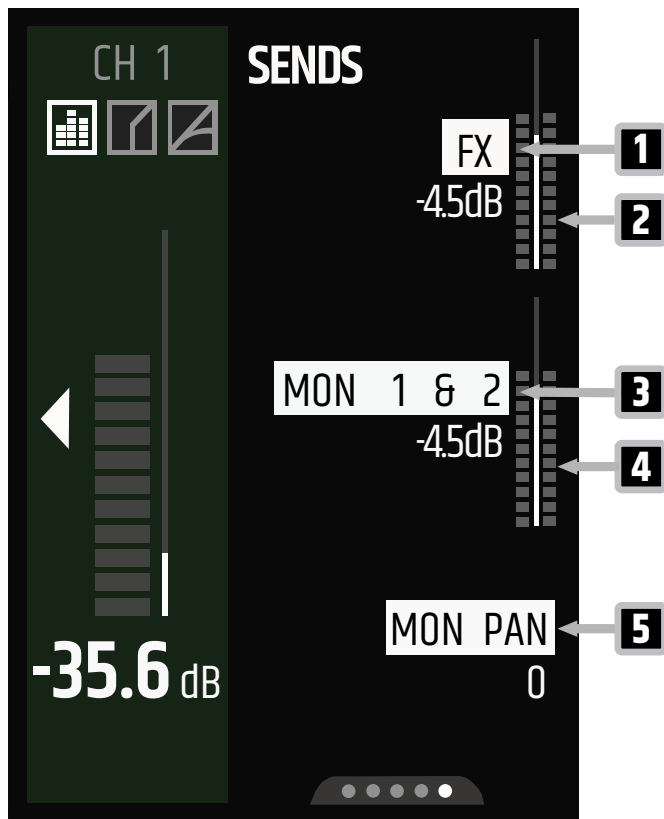 CH 1
SENDS
FX
1
-4.5dB
2
MON 1 & 2
3
-4.5dB
4
MON PAN
5
-35.6 dB
0